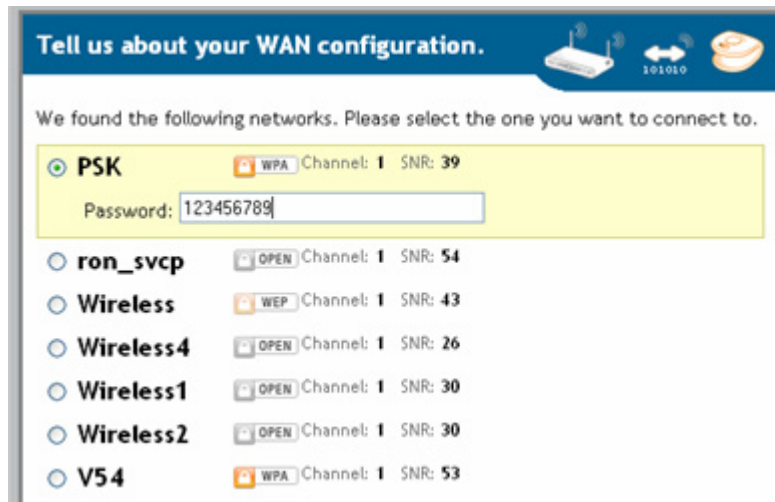 Tell us about your WAN configuration.
101010
We found the following networks. Please select the one you want to connect to.
PSK WPA Channel: 1 SNR: 39
Password: 123456789
ron_svcp OPEN Channel: 1 SNR: 54
Wireless WEP Channel: 1 SNR: 43
Wireless4 OPEN Channel: 1 SNR: 26
Wireless1 OPEN Channel: 1 SNR: 30
Wireless2 OPEN Channel: 1 SNR: 30
V54 WPA Channel: 1 SNR: 53